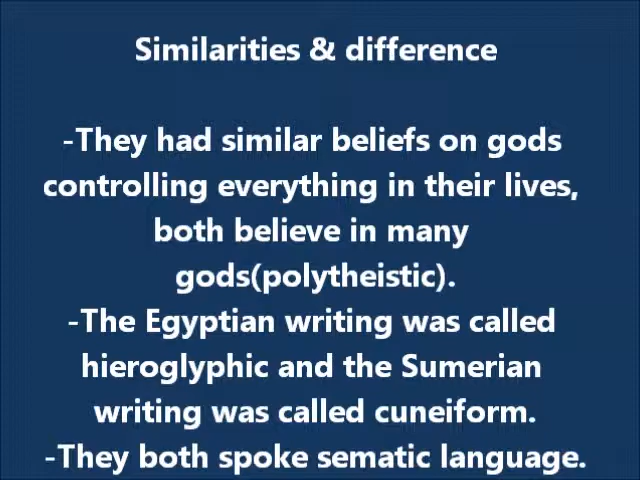 Similarities & difference
-They had similar beliefs on gods
controlling everything in their lives,
both believe in many
gods(polytheistic).
-The Egyptian writing was called
hieroglyphic and the Sumerian
writing was called cuneiform.
-They both spoke sematic language.